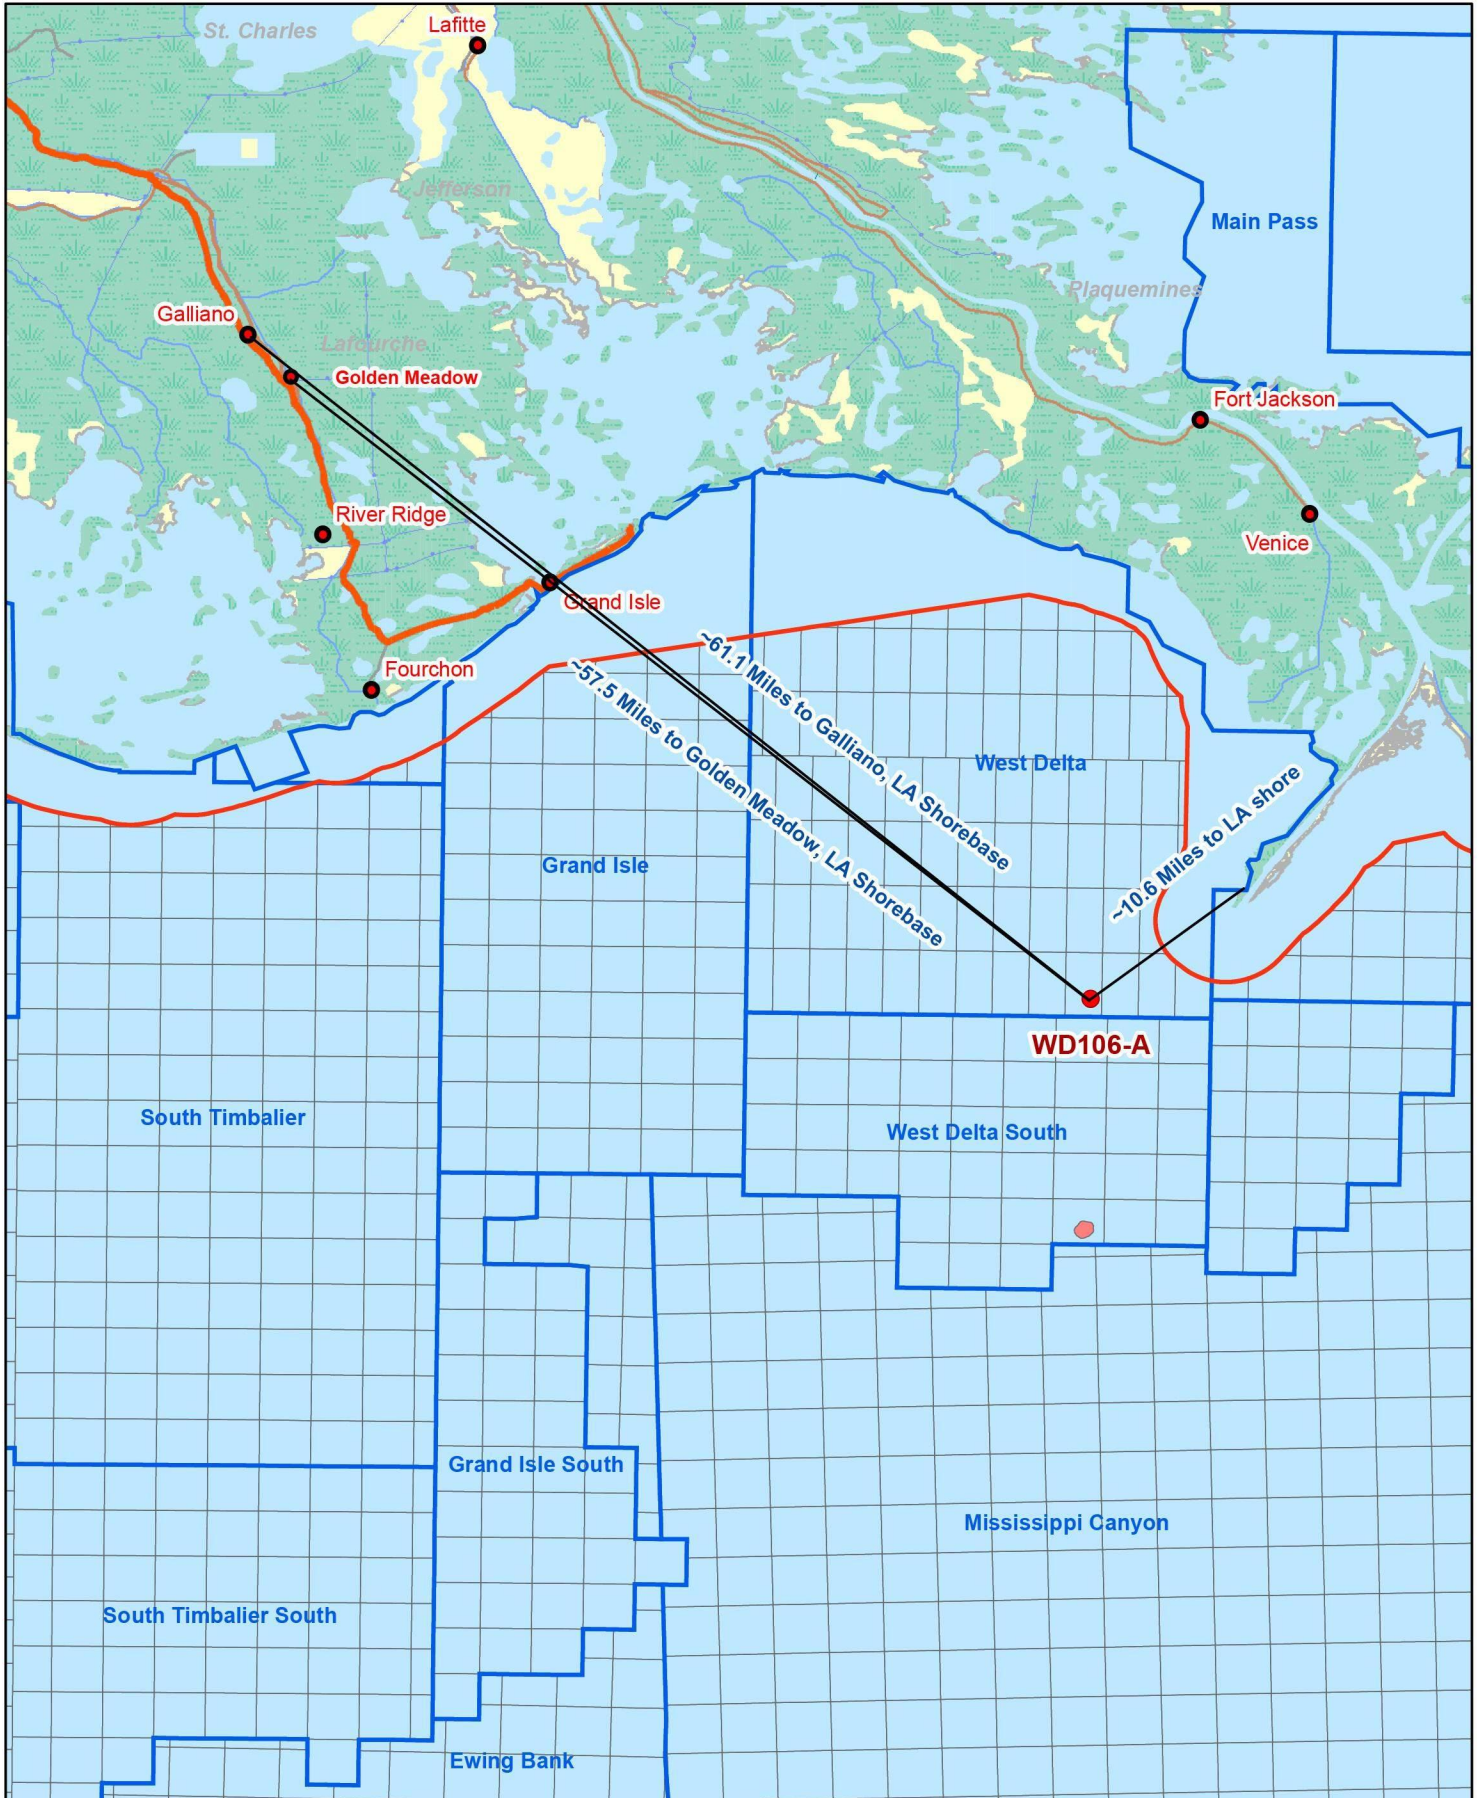 St. Charles
Lafitte
Jefferson
Main Pass
Plaquemines
Galliano
Lafourche
Golden Meadow
Fort Jackson
River Ridge
Venice
Grand Isle
Fourchon
~61.1 Miles to Galliano, LA Shorebase
~57.5 Miles to Golden Meadow, LA Shorebase
West Delta
~10.6 Miles to LA shore
Grand Isle
WD106-A
South Timbalier
West Delta South
Grand Isle South
Mississippi Canyon
South Timbalier South
Ewing Bank